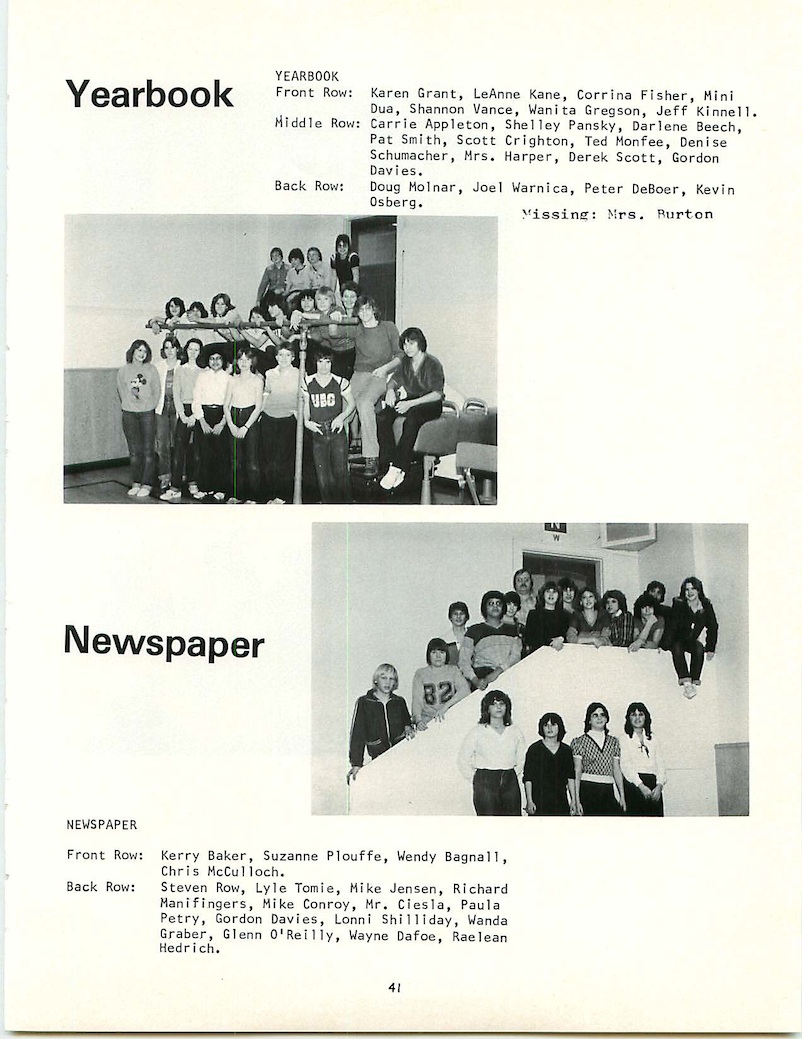 Yearbook
YEARBOOK
Front Row: Karen Grant, LeAnne Kane, Corrina Fisher, Mini
Dua, Shannon Vance, Wanita Gregson, Jeff Kinnell.
Middle Row: Carrie Appleton, Shelley Pansky, Darlene Beech,
Pat Smith, Scott Crighton, Ted Monfee, Denise
Schumacher, Mrs. Harper, Derek Scott, Gordon
Davies.
Back Row: Doug Molnar, Joel Warnica, Peter DeBoer, Kevin
Osberg.
Missing: Mrs. Burton
UBC
N
W
82
Newspaper
NEWSPAPER
Front Row: Kerry Baker, Suzanne Plouffe, Wendy Bagnall,
Chris McCulloch.
Back Row: Steven Row, Lyle Tomie, Mike Jensen, Richard
Manifingers, Mike Conroy, Mr. Ciesla, Paula
Petry, Gordon Davies, Lonni Shilliday, Wanda
Graber, Glenn O'Reilly, Wayne Dafoe, Raelean
Hedrich.
41